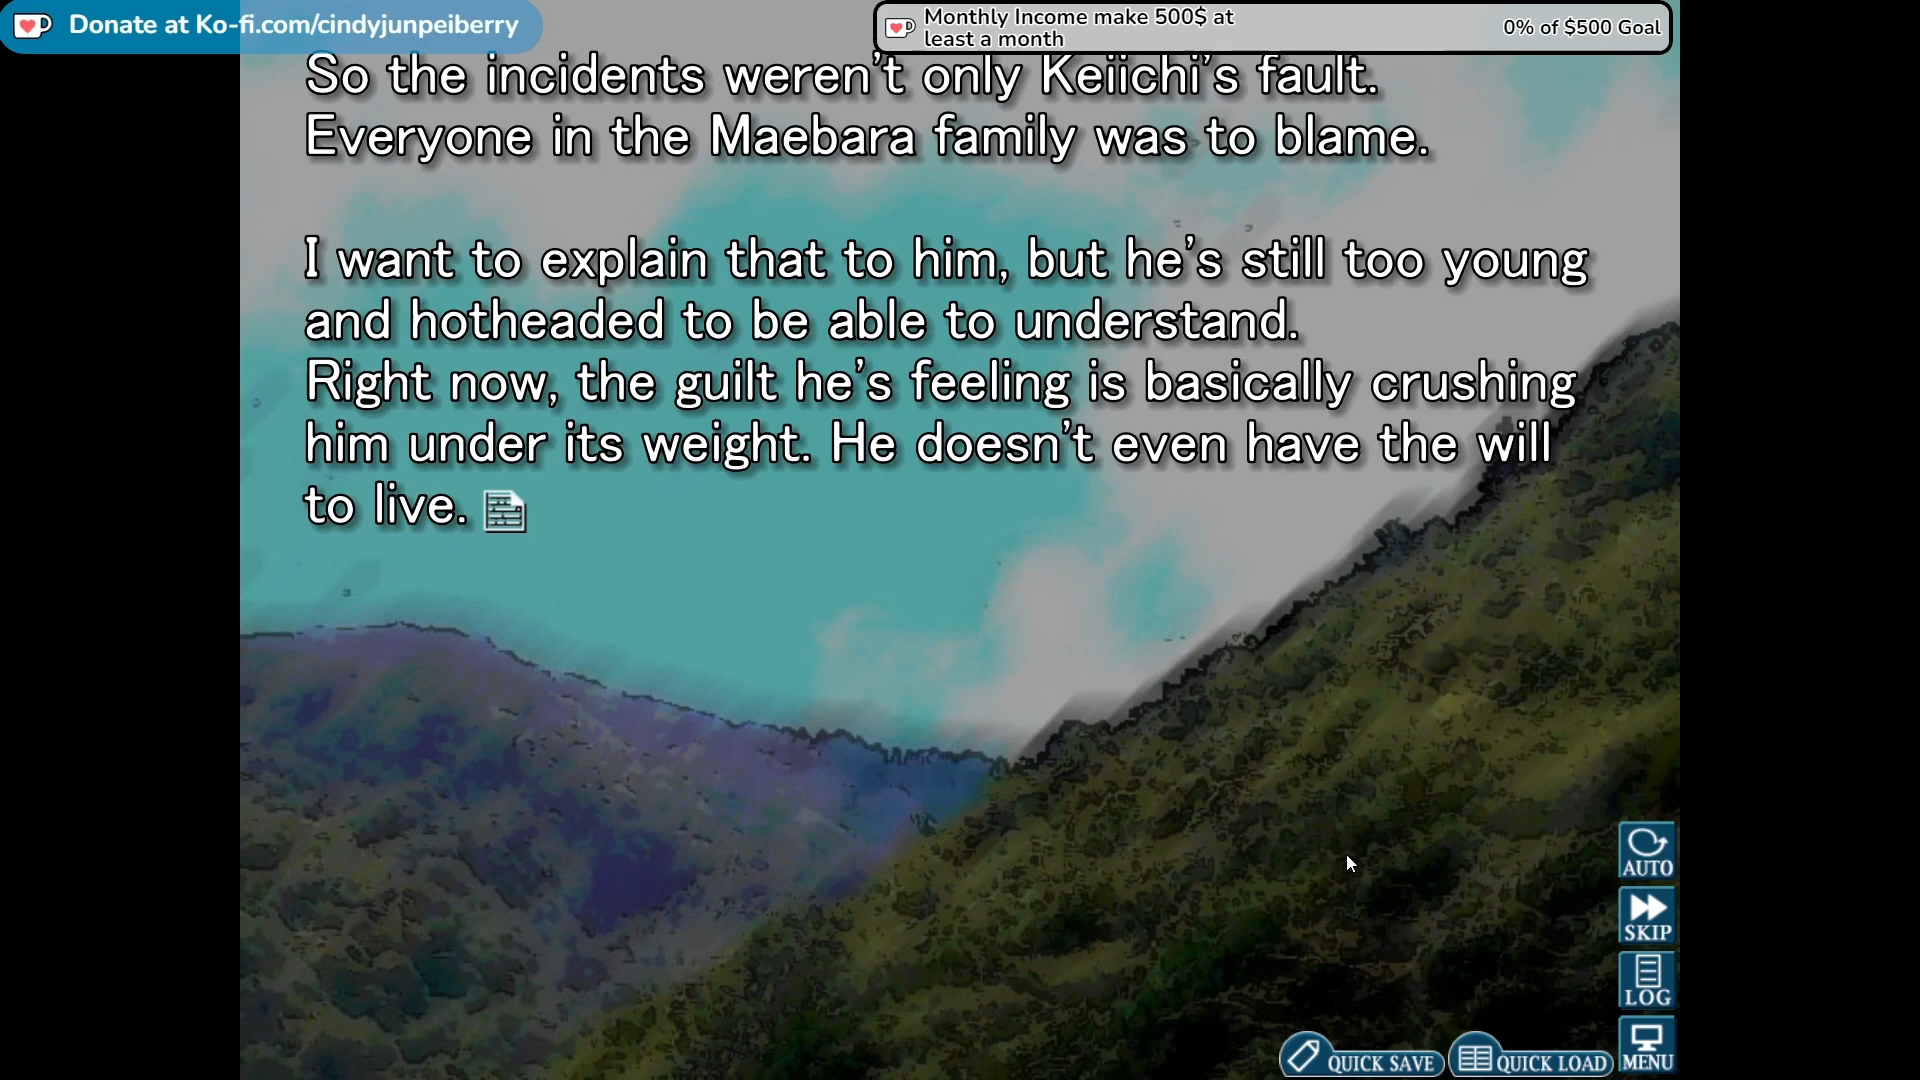 Donate at Ko-fi.com/cindyjunpeiberry
Monthly Income make 500$ at
least a month
0% of $500 Goal
So the incidents weren't only Keiichi's fault.
Everyone in the Maebara family was to blame.
I want to explain that to him, but he's still too young
and hotheaded to be able to understand.
Right now, the guilt he's feeling is basically crushing
him under its weight. He doesn't even have the will
to live.
AUTO
SKIP
LOG
MENU
QUICK SAVE
QUICK LOAD